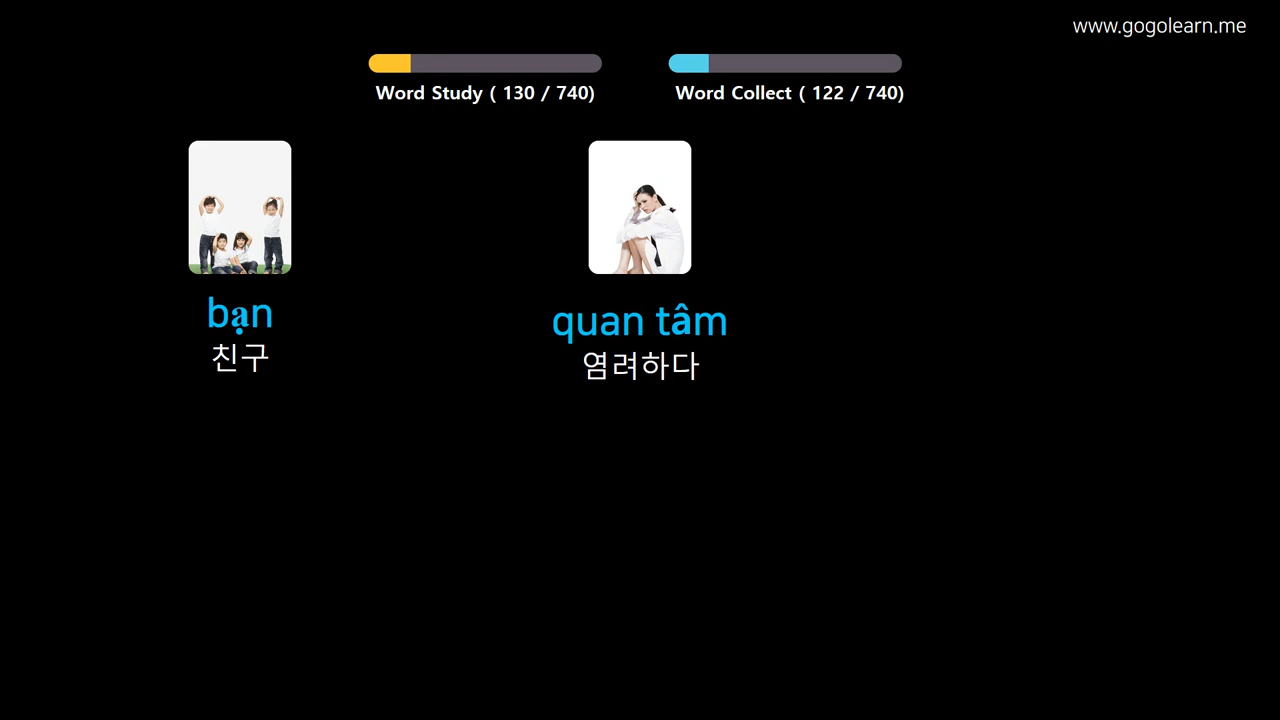 www.gogolearn.me
Word Study ( 130 / 740)
Word Collect ( 122 / 740)
bạn
친구
quan tâm
염려하다